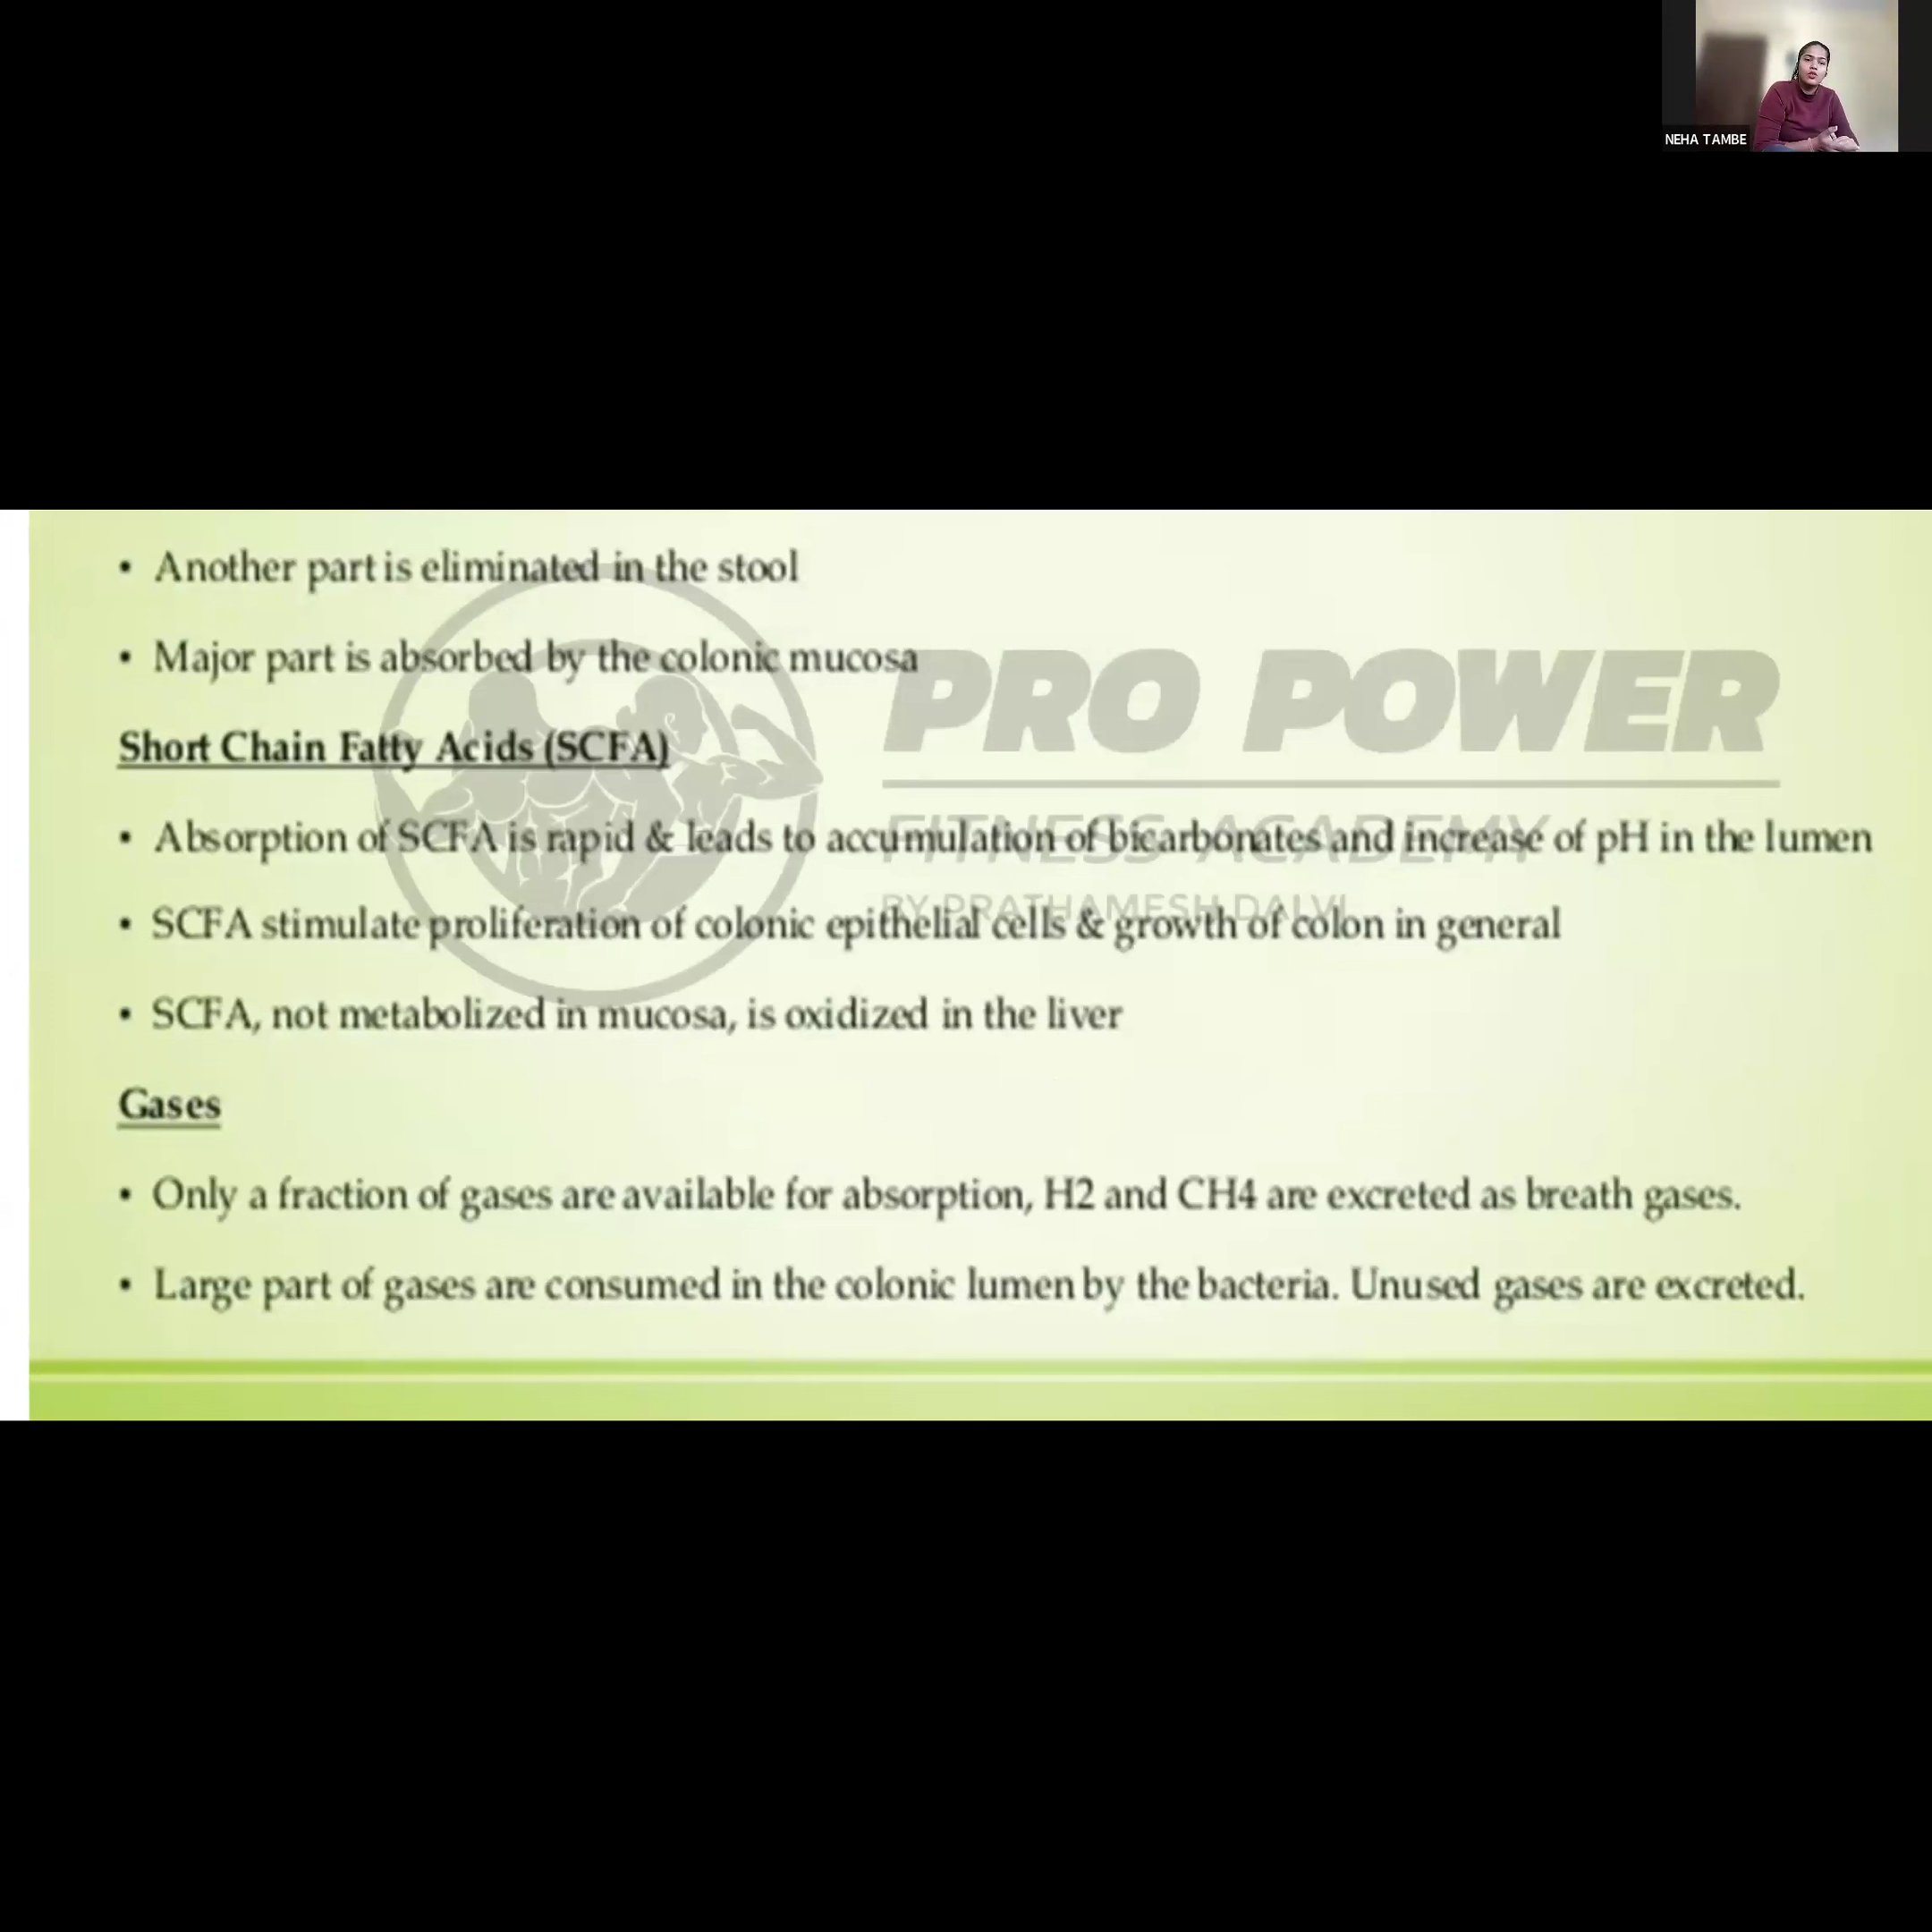 NEHA TAMBE
• Another part is eliminated in the stool
• Major part is absorbed by the colonic mucosa
PRO POWER
Short Chain Fatty Acids (SCFA)
• Absorption of SCFA is rapid & leads to accumulation of bicarbonates and increase of pH in the lumen
FITNESS ACADEMY
BY PRATHAMESH DALVI
• SCFA stimulate proliferation of colonic epithelial cells & growth of colon in general
• SCFA, not metabolized in mucosa, is oxidized in the liver
Gases
• Only a fraction of gases are available for absorption, H2 and CH4 are excreted as breath gases.
• Large part of gases are consumed in the colonic lumen by the bacteria. Unused gases are excreted.